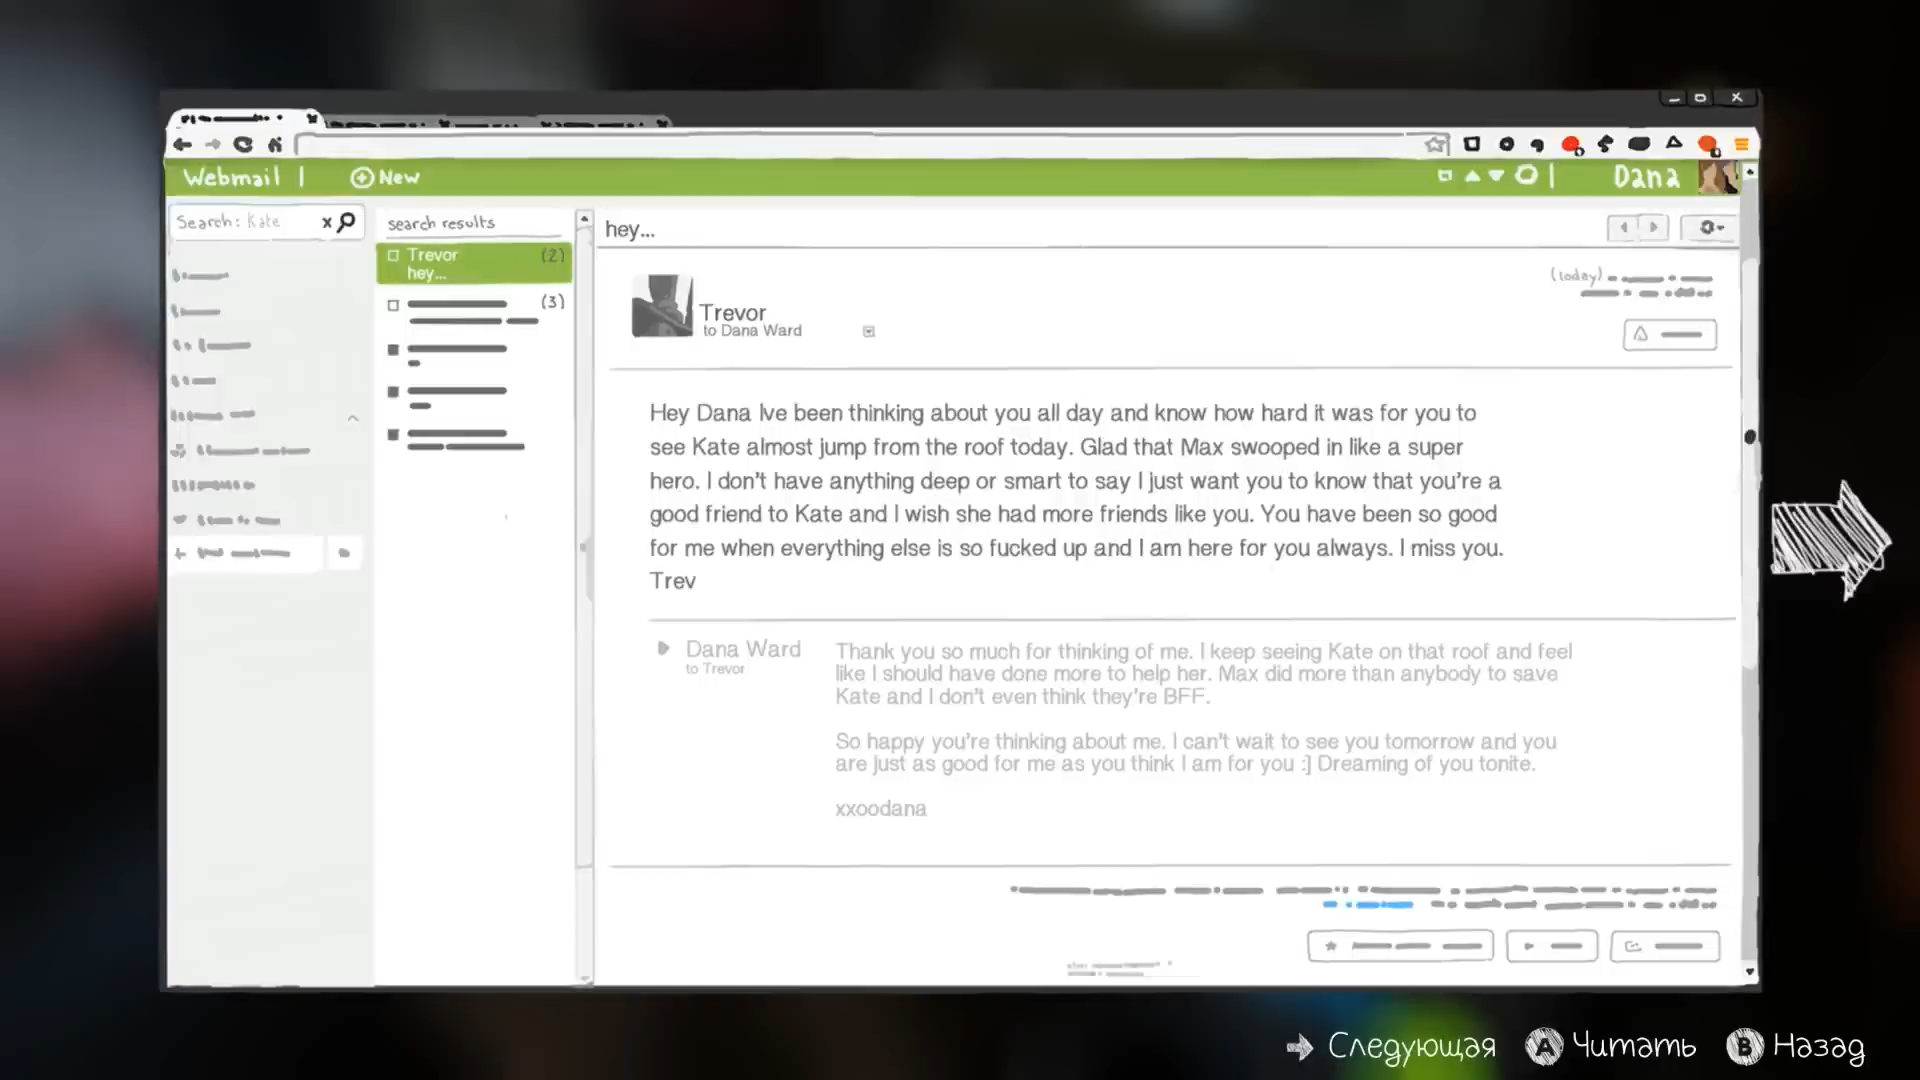 Webmail | New
Dana
Search: Kate x
search results
Trevor (2)
hey...
(3)
hey...
(today)
Trevor
to Dana Ward
Hey Dana Ive been thinking about you all day and know how hard it was for you to
see Kate almost jump from the roof today. Glad that Max swooped in like a super
hero. I don't have anything deep or smart to say I just want you to know that you're a
good friend to Kate and I wish she had more friends like you. You have been so good
for me when everything else is so fucked up and I am here for you always. I miss you.
Trev
Dana Ward
to Trevor
Thank you so much for thinking of me. I keep seeing Kate on that roof and feel
like I should have done more to help her. Max did more than anybody to save
Kate and I don't even think they're BFF.
So happy you're thinking about me. I can't wait to see you tomorrow and you
are just as good for me as you think I am for you :] Dreaming of you tonite.
xxoodana
Следующая A Читать B Назад